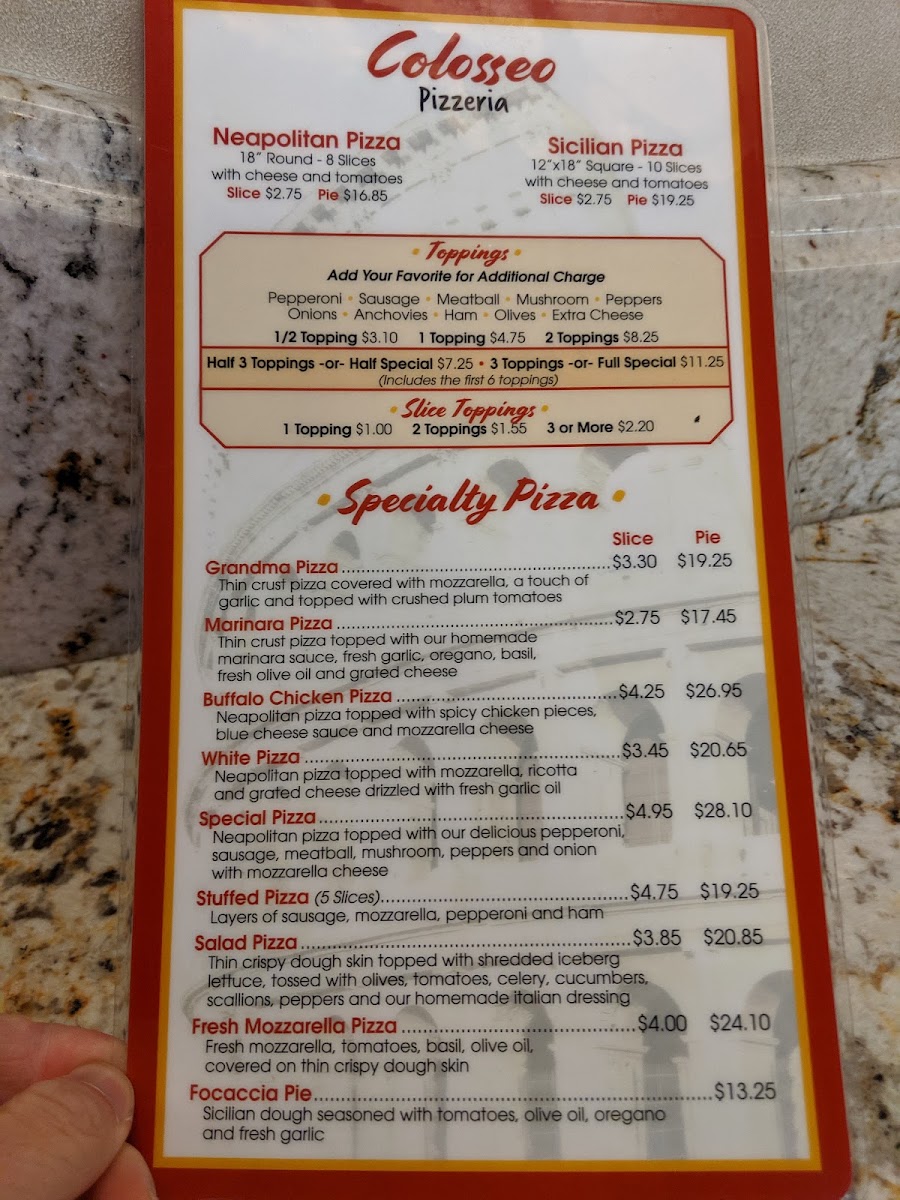 Colosseo
Pizzeria
Neapolitan Pizza
18" Round - 8 Slices
with cheese and tomatoes
Slice $2.75 Pie $16.85
Sicilian Pizza
12"x18" Square - 10 Slices
with cheese and tomatoes
Slice $2.75 Pie $19.25
• Toppings •
Add Your Favorite for Additional Charge
Pepperoni • Sausage • Meatball • Mushroom • Peppers
Onions • Anchovies • Ham • Olives • Extra Cheese
1/2 Topping $3.10 1 Topping $4.75 2 Toppings $8.25
Half 3 Toppings -or- Half Special $7.25 • 3 Toppings -or- Full Special $11.25
(Includes the first 6 toppings)
• Slice Toppings •
1 Topping $1.00 2 Toppings $1.55 3 or More $2.20
• Specialty Pizza •
Slice Pie
Grandma Pizza ... $3.30 $19.25
Thin crust pizza covered with mozzarella, a touch of
garlic and topped with crushed plum tomatoes
Marinara Pizza ... $2.75 $17.45
Thin crust pizza topped with our homemade
marinara sauce, fresh garlic, oregano, basil,
fresh olive oil and grated cheese
Buffalo Chicken Pizza ... $4.25 $26.95
Neapolitan pizza topped with spicy chicken pieces,
blue cheese sauce and mozzarella cheese
White Pizza ... $3.45 $20.65
Neapolitan pizza topped with mozzarella, ricotta
and grated cheese drizzled with fresh garlic oil
Special Pizza ... $4.95 $28.10
Neapolitan pizza topped with our delicious pepperoni,
sausage, meatball, mushroom, peppers and onion
with mozzarella cheese
Stuffed Pizza (5 Slices) ... $4.75 $19.25
Layers of sausage, mozzarella, pepperoni and ham
Salad Pizza ... $3.85 $20.85
Thin crispy dough skin topped with shredded iceberg
lettuce, tossed with olives, tomatoes, celery, cucumbers,
scallions, peppers and our homemade italian dressing
Fresh Mozzarella Pizza ... $4.00 $24.10
Fresh mozzarella, tomatoes, basil, olive oil,
covered on thin crispy dough skin
Focaccia Pie ... $13.25
Sicilian dough seasoned with tomatoes, olive oil, oregano
and fresh garlic